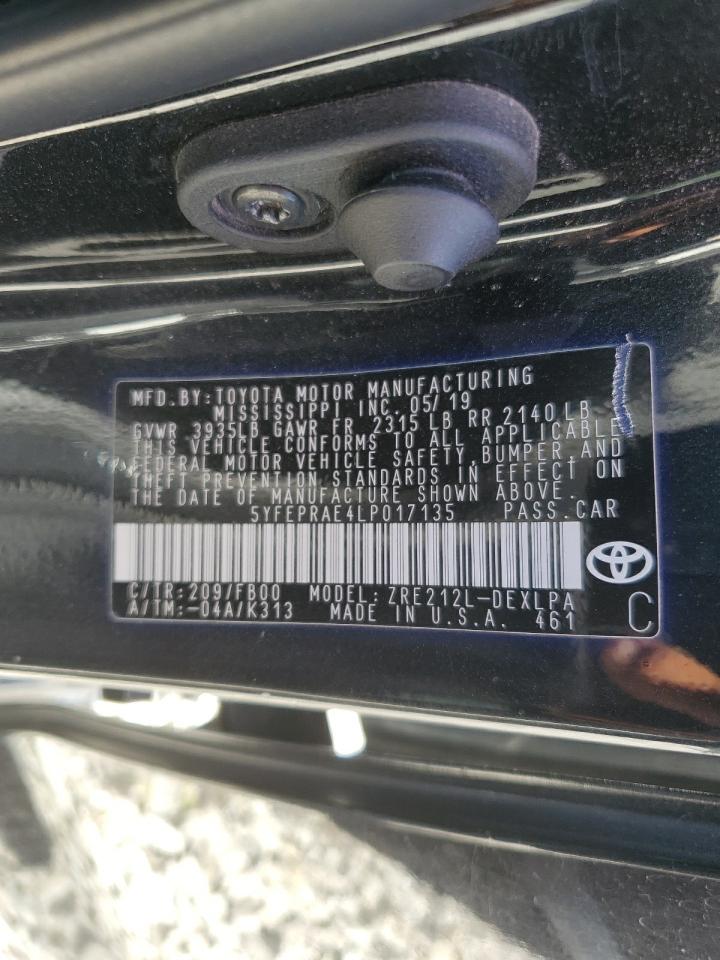 MFD.BY:TOYOTA MOTOR MANUFACTURING
MISSISSIPPI INC. 05/19
GVWR 3935LB GAWR FR 2315 LB RR 2140 LB
THIS VEHICLE CONFORMS TO ALL APPLICABLE
FEDERAL MOTOR VEHICLE SAFETY, BUMPER, AND
THEFT PREVENTION STANDARDS IN EFFECT ON
THE DATE OF MANUFACTURE SHOWN ABOVE.
5YFEPRAE4LP017135 PASS.CAR
C/TR:209/FB00 MODEL: ZRE212L-DEXLPA
A/TM:-04A/K313 MADE IN U.S.A. 461 C